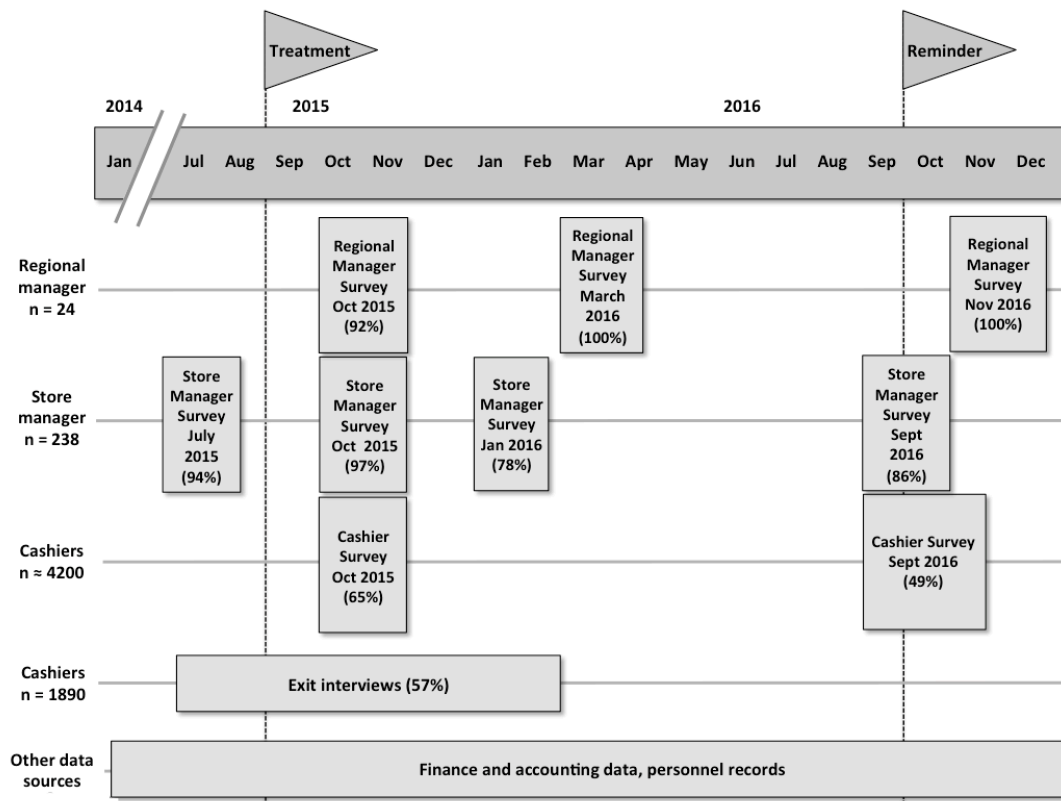 Treatment
Reminder
2014
2015
2016
Jan Jul Aug Sep Oct Nov Dec Jan Feb Mar Apr May Jun Jul Aug Sep Oct Nov Dec
Regional
manager
n = 24
Regional
Manager
Survey
Oct 2015
(92%)
Regional
Manager
Survey
March
2016
(100%)
Regional
Manager
Survey
Nov 2016
(100%)
Store
manager
n = 238
Store
Manager
Survey
July
2015
(94%)
Store
Manager
Survey
Oct 2015
(97%)
Store
Manager
Survey
Jan 2016
(78%)
Store
Manager
Survey
Sept
2016
(86%)
Cashiers
n ≈ 4200
Cashier
Survey
Oct 2015
(65%)
Cashier Survey
Sept 2016
(49%)
Cashiers
n = 1890
Exit interviews (57%)
Other data
sources
Finance and accounting data, personnel records